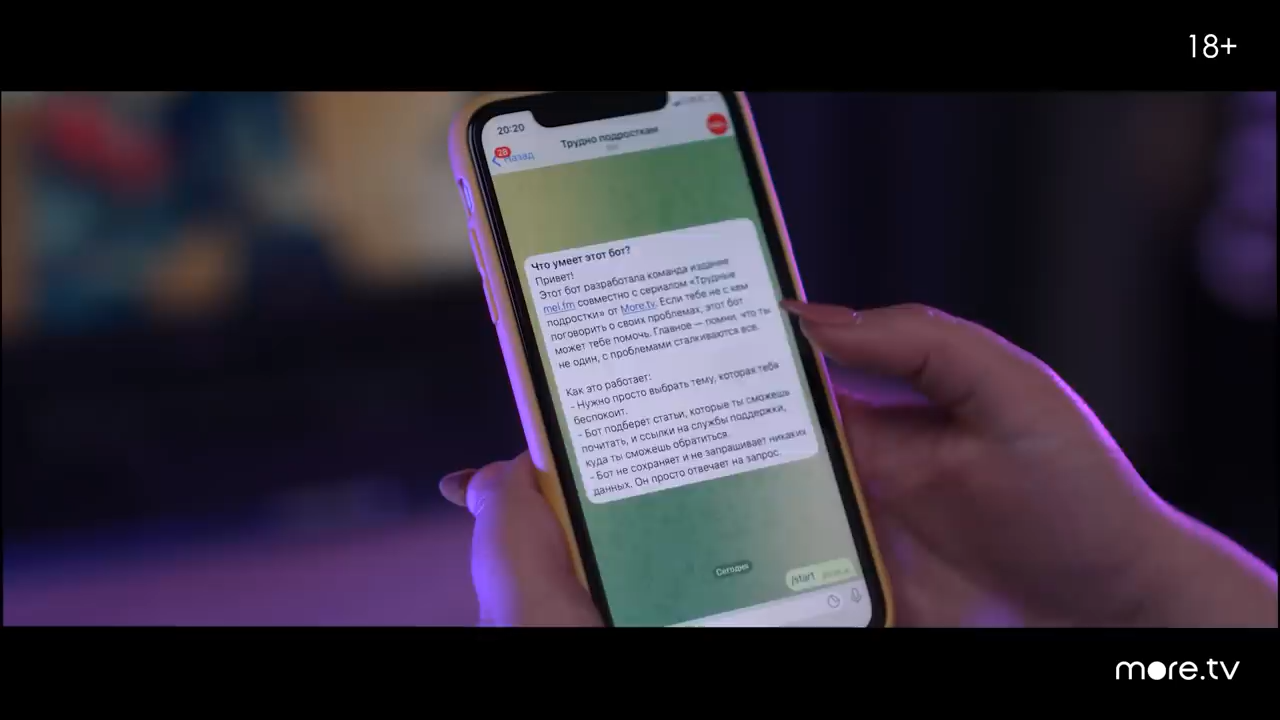 18+
20:20
28
Назад
Трудно подросткам
Что умеет этот бот?
Привет!
Этот бот разработала команда издание
mel.fm совместно с сериалом «Трудные
подростки» от More.tv. Если тебе не с кем
поговорить о своих проблемах, этот бот
может тебе помочь. Главное — помни, что ты
не один, с проблемами сталкиваются все.
Как это работает:
- Нужно просто выбрать тему, которая тебя
беспокоит.
- Бот подберет статьи, которые ты сможешь
почитать, и ссылки на службы поддержки,
куда ты сможешь обратиться.
- Бот не сохраняет и не запрашивает никаких
данных. Он просто отвечает на запрос.
Сегодня
/start
more.tv